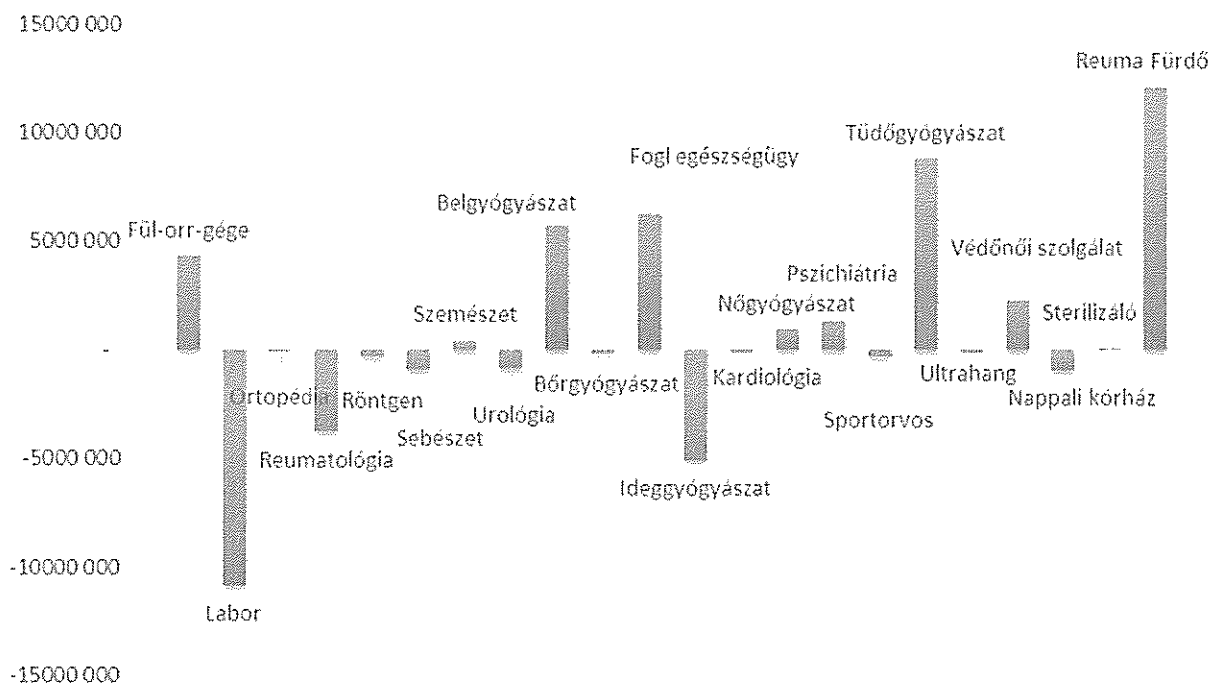 15000 000
10000 000
5000 000
-
-5000 000
-10000 000
-15000 000
Fül-orr-gége
Labor
Ortopédia
Reumatológia
Röntgen
Sebészet
Szemészet
Urológia
Belgyógyászat
Bőrgyógyászat
Fogl egészségügy
Ideggyógyászat
Kardiológia
Nőgyógyászat
Pszichiátria
Sportorvos
Tüdőgyógyászat
Ultrahang
Védőnői szolgálat
Nappali kórház
Sterilizáló
Reuma Fürdő